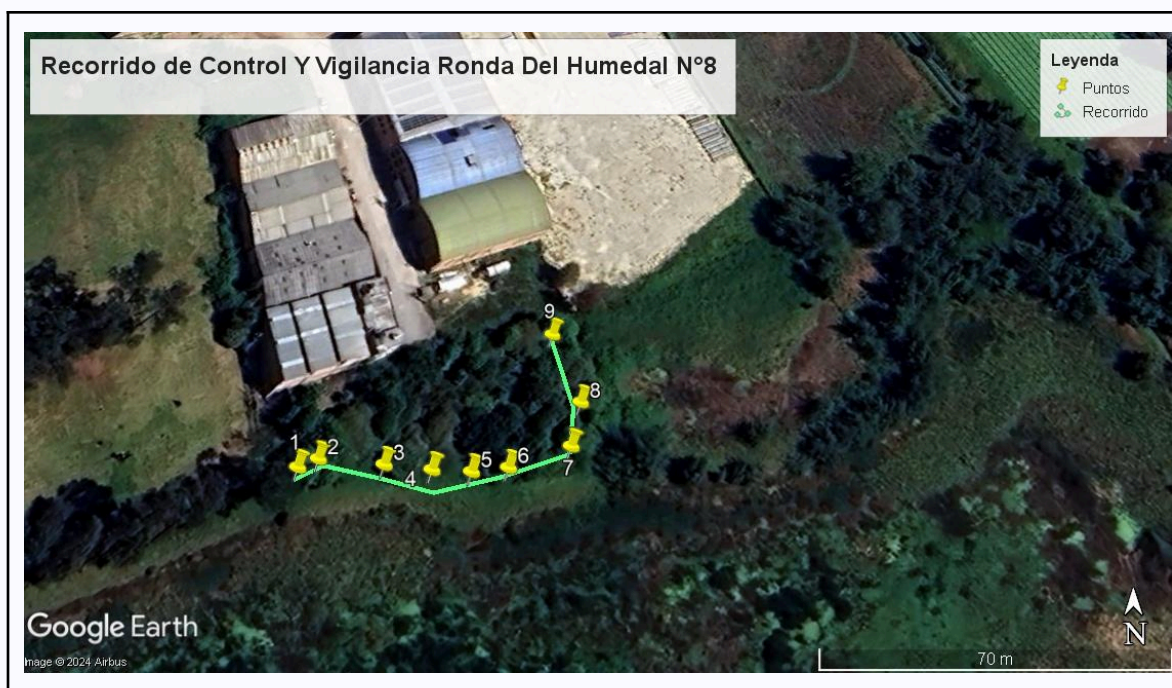 Recorrido de Control Y Vigilancia Ronda Del Humedal N°8
Leyenda
Puntos
Recorrido
9
8
1
2
3
4
5
6
7
Google Earth
Image © 2024 Airbus
N
70 m